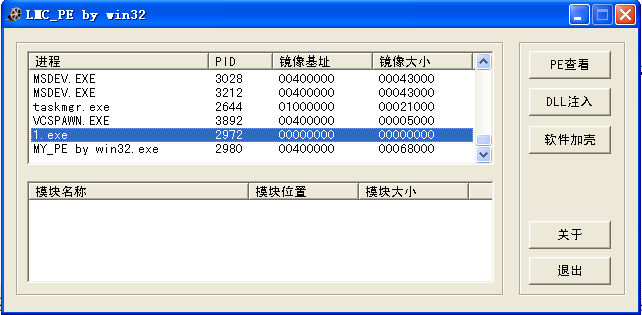 LMC_PE by win32
进程 PID 镜像基址 镜像大小
MSDEV.EXE 3028 00400000 00043000
MSDEV.EXE 3212 00400000 00043000
taskmgr.exe 2644 01000000 00021000
VCSPAWN.EXE 3892 00400000 00005000
1.exe 2972 00000000 00000000
MY_PE by win32.exe 2980 00400000 00068000
模块名称 模块位置 模块大小
PE查看
DLL注入
软件加壳
关于
退出